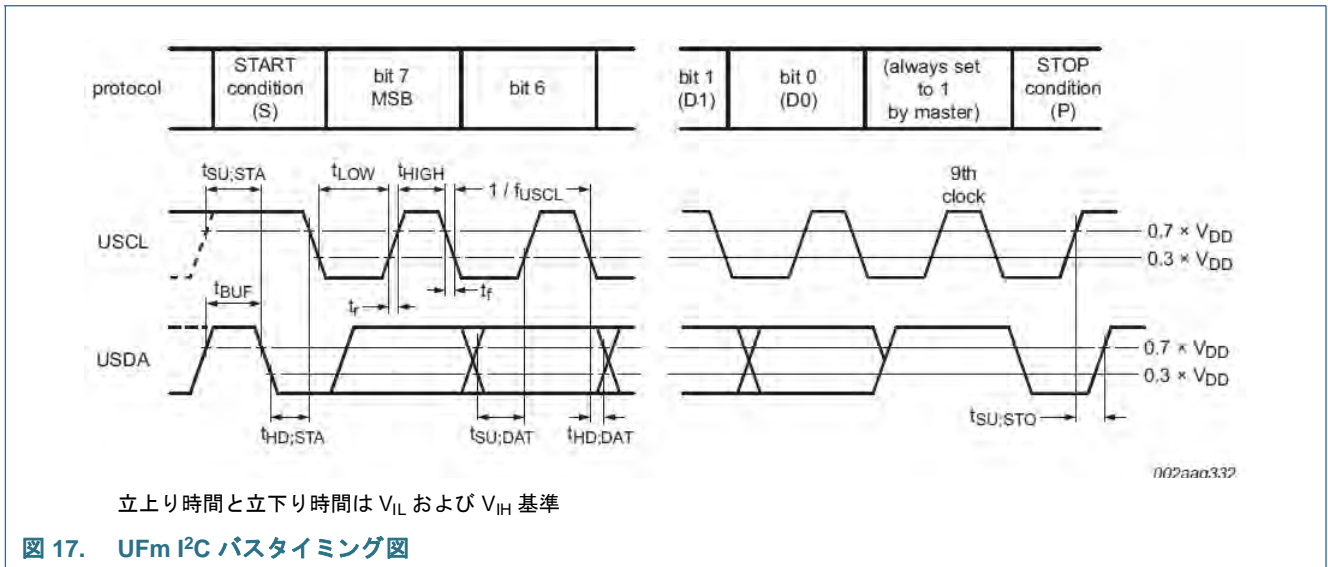 protocol
START
condition
(S)
bit 7
MSB
bit 6
bit 1
(D1)
bit 0
(D0)
(always set
to 1
by master)
STOP
condition
(P)
tSU;STA
tLOW
tHIGH
1 / fUSCL
9th
clock
USCL
0.7 × VDD
0.3 × VDD
tBUF
tr
tf
USDA
0.7 × VDD
0.3 × VDD
tHD;STA
tSU;DAT
tHD;DAT
tSU;STO
002aag332
立上り時間と立下り時間は VIL および VIH 基準
図 17. UFm I²C バスタイミング図